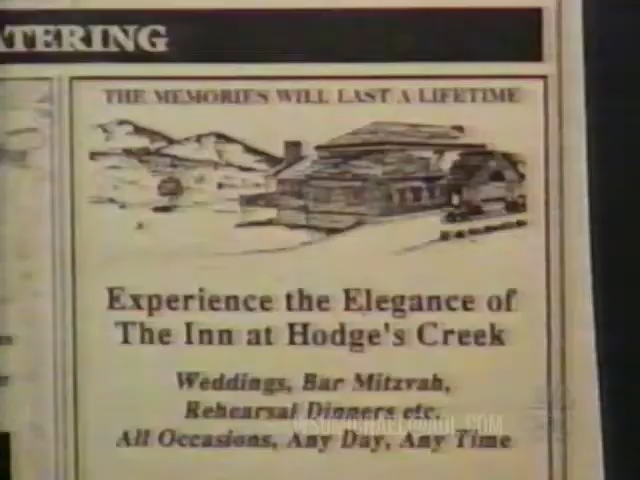 ATERING
THE MEMORIES WILL LAST A LIFETIME
Experience the Elegance of
The Inn at Hodge's Creek
Weddings, Bar Mitzvah,
Rehearsal Dinners etc.
All Occasions, Any Day, Any Time